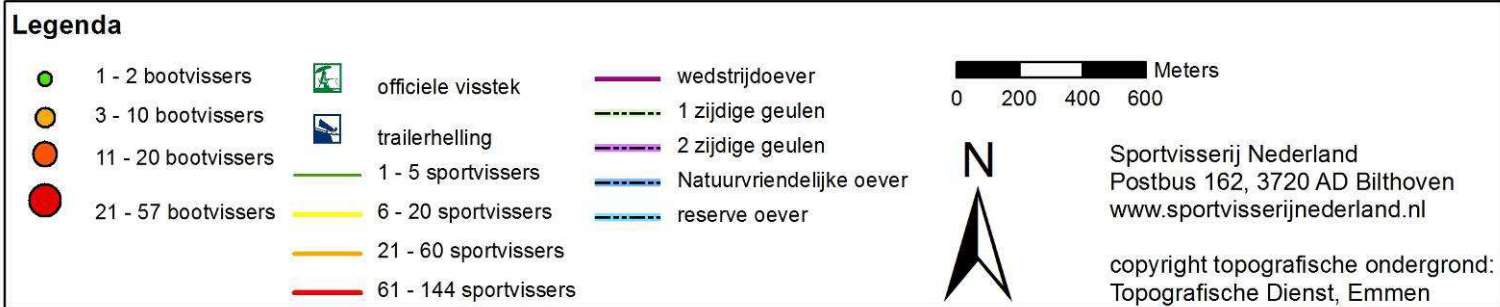 Legenda
1 - 2 bootvissers
3 - 10 bootvissers
11 - 20 bootvissers
21 - 57 bootvissers
officiele visstek
trailerhelling
1 - 5 sportvissers
6 - 20 sportvissers
21 - 60 sportvissers
61 - 144 sportvissers
wedstrijdoever
1 zijdige geulen
2 zijdige geulen
Natuurvriendelijke oever
reserve oever
Meters
0 200 400 600
N
Sportvisserij Nederland
Postbus 162, 3720 AD Bilthoven
www.sportvisserijnederland.nl
copyright topografische ondergrond:
Topografische Dienst, Emmen